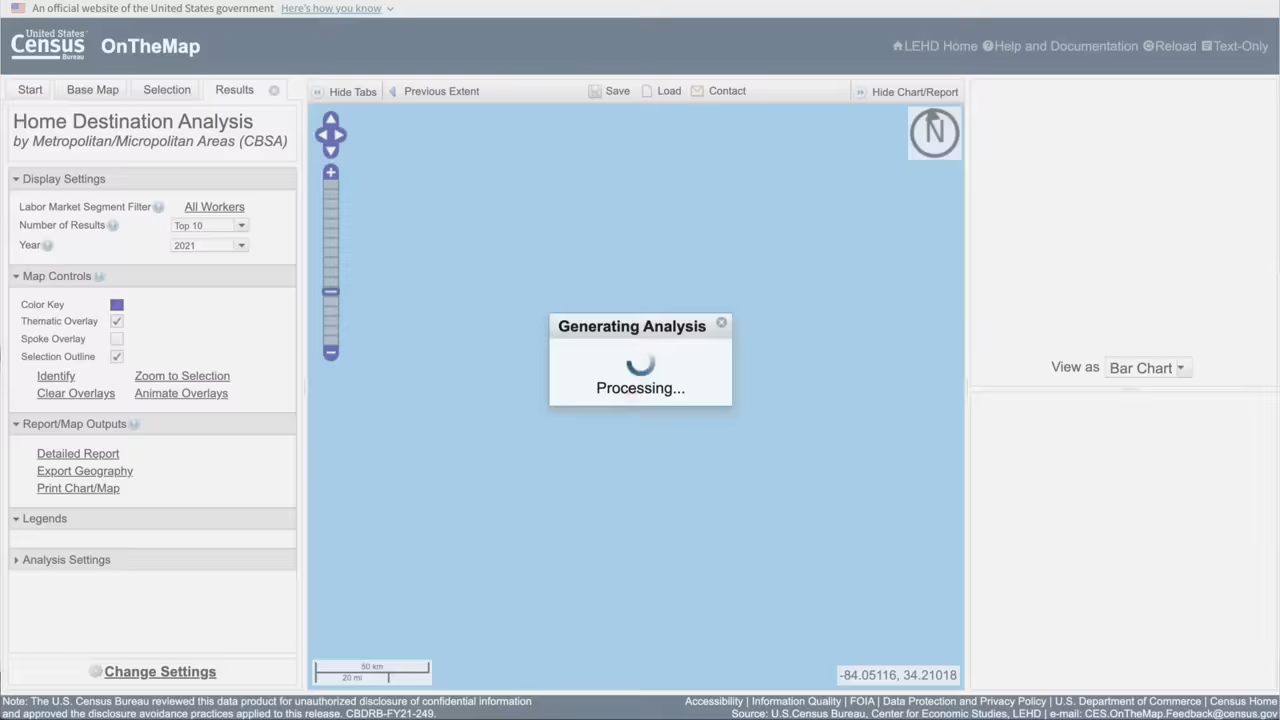 An official website of the United States government Here's how you know
United States
Census
Bureau
OnTheMap
LEHD Home Help and Documentation Reload Text-Only
Start Base Map Selection Results
Hide Tabs Previous Extent Save Load Contact Hide Chart/Report
Home Destination Analysis
by Metropolitan/Micropolitan Areas (CBSA)
N
Display Settings
Labor Market Segment Filter All Workers
Number of Results Top 10
Year 2021
Map Controls
Color Key
Thematic Overlay
Spoke Overlay
Selection Outline
Identify Zoom to Selection
Clear Overlays Animate Overlays
Generating Analysis
Processing...
View as Bar Chart
Report/Map Outputs
Detailed Report
Export Geography
Print Chart/Map
Legends
Analysis Settings
Change Settings
50 km
20 mi
-84.05116, 34.21018
Note: The U.S. Census Bureau reviewed this data product for unauthorized disclosure of confidential information
and approved the disclosure avoidance practices applied to this release. CBDRB-FY21-249.
Accessibility | Information Quality | FOIA | Data Protection and Privacy Policy | U.S. Department of Commerce | Census Home
Source: U.S.Census Bureau, Center for Economic Studies, LEHD | e-mail: CES.OnTheMap.Feedback@census.gov